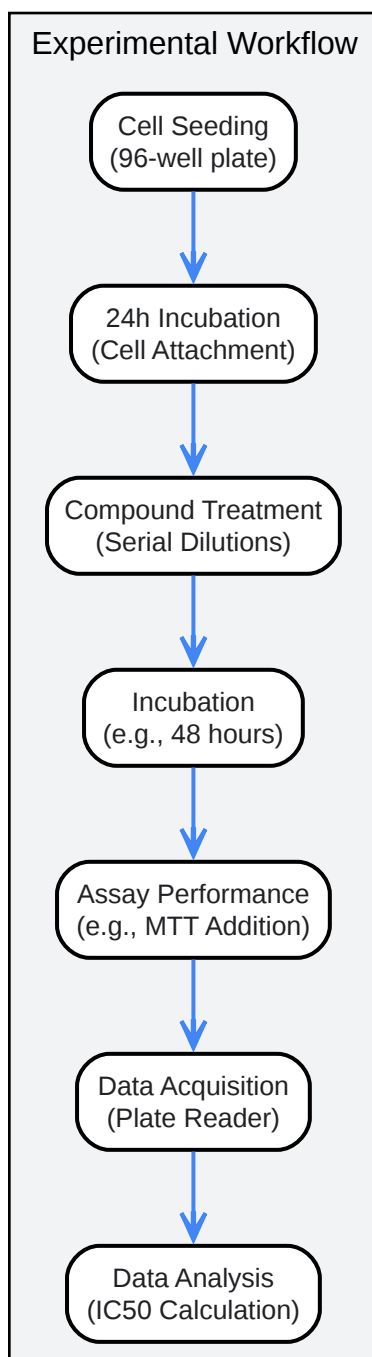 Experimental Workflow
Cell Seeding
(96-well plate)
24h Incubation
(Cell Attachment)
Compound Treatment
(Serial Dilutions)
Incubation
(e.g., 48 hours)
Assay Performance
(e.g., MTT Addition)
Data Acquisition
(Plate Reader)
Data Analysis
(IC50 Calculation)